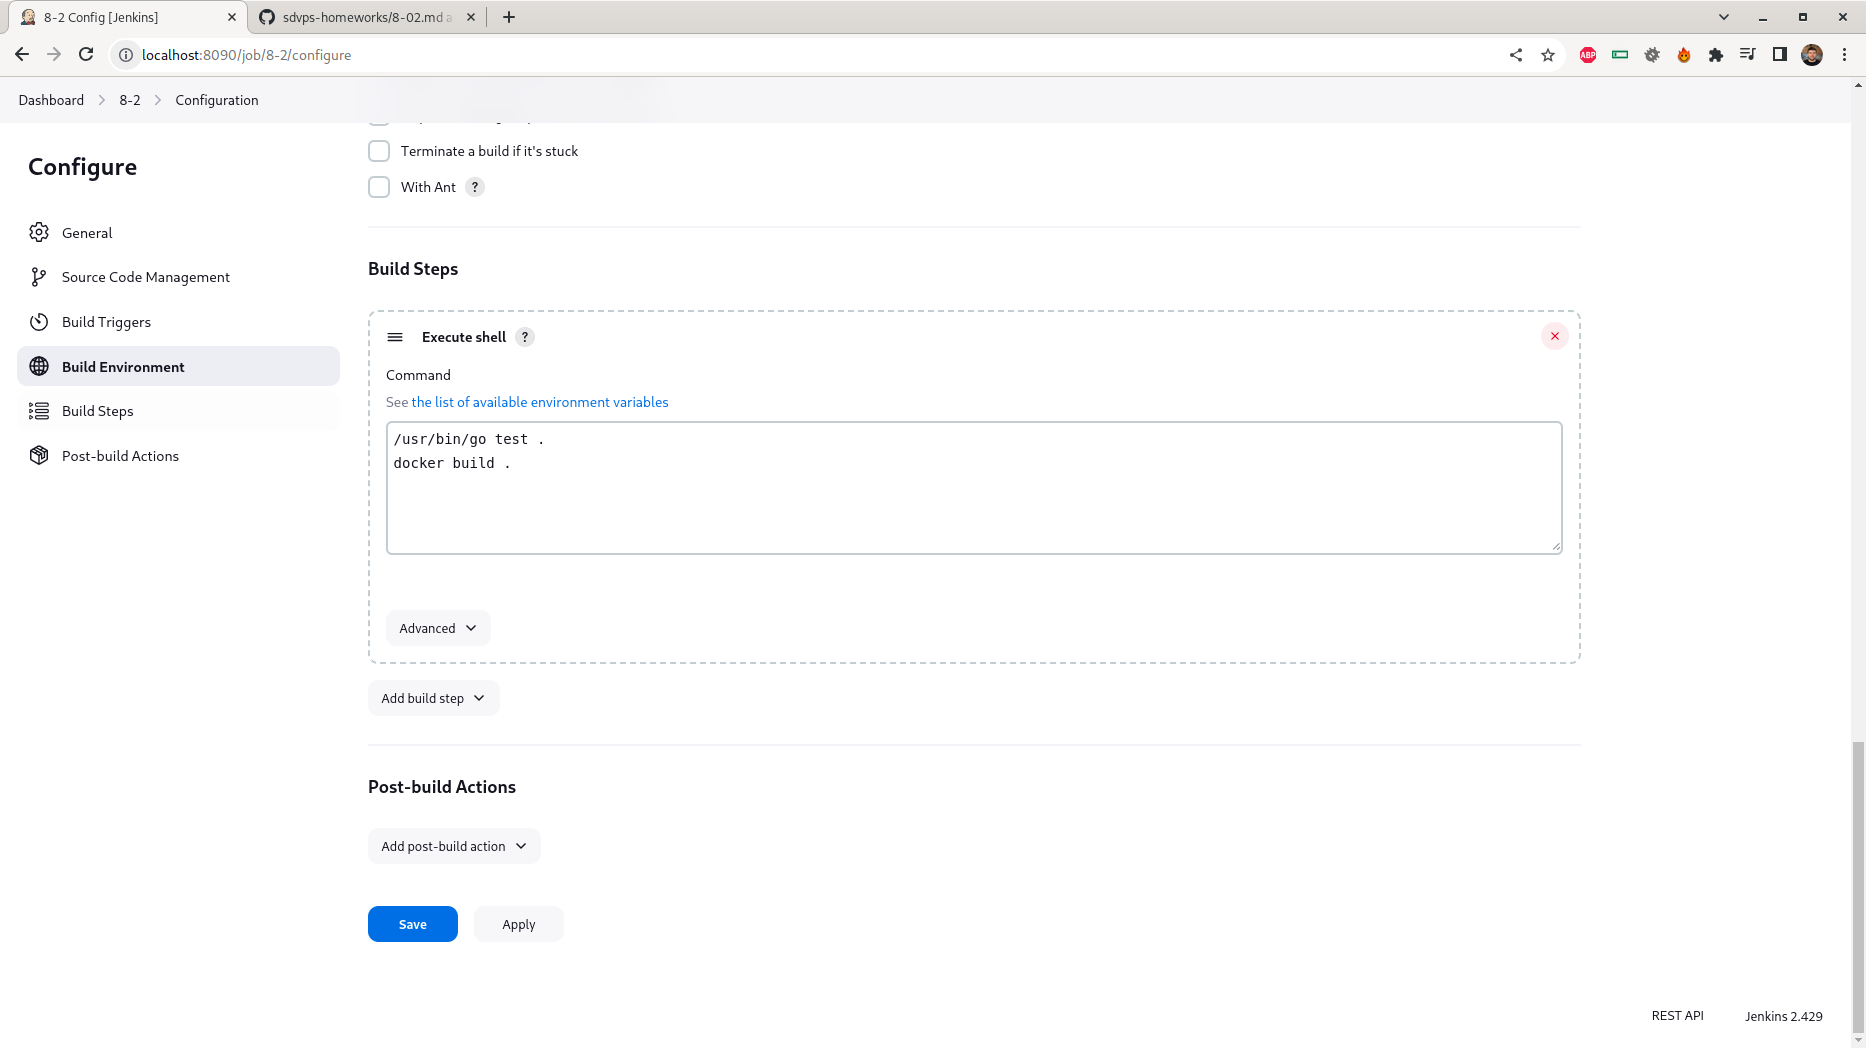 8-2 Config [Jenkins]
sdvps-homeworks/8-02.md a
localhost:8090/job/8-2/configure
ABP
Dashboard
8-2
Configuration
Configure
General
Source Code Management
Build Triggers
Build Environment
Build Steps
Post-build Actions
Terminate a build if it's stuck
With Ant ?
Build Steps
Execute shell ?
Command
See the list of available environment variables
/usr/bin/go test .
docker build .
Advanced
Add build step
Post-build Actions
Add post-build action
Save
Apply
REST API
Jenkins 2.429